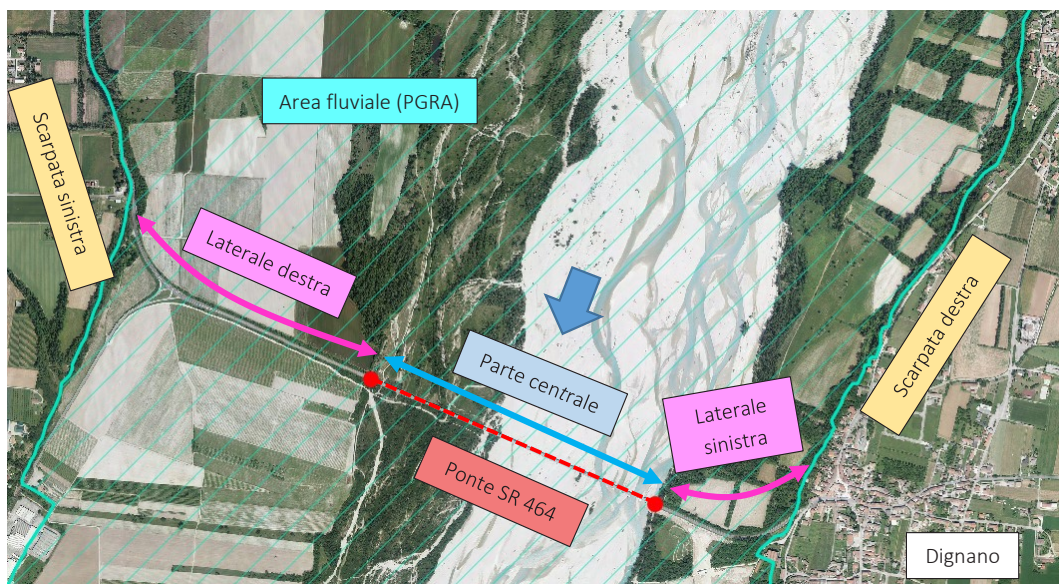 Area fluviale (PGRA)
Scarpata sinistra
Laterale destra
Parte centrale
Laterale
sinistra
Scarpata destra
Ponte SR 464
Dignano